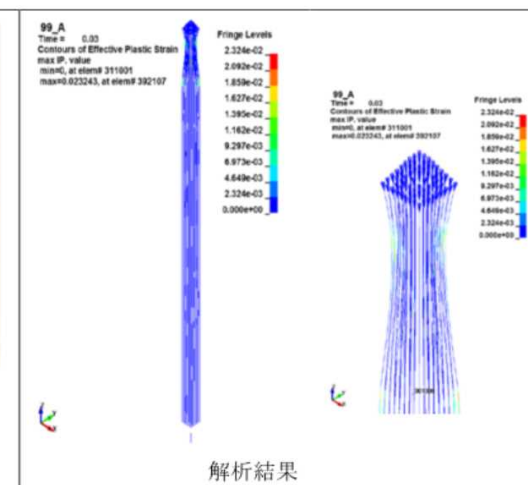 99_A
Time = 0.03
Contours of Effective Plastic Strain
max IP. value
min=0, at elem# 311001
max=0.023243, at elem# 392107
Fringe Levels
2.324e-02
2.092e-02
1.859e-02
1.627e-02
1.395e-02
1.162e-02
9.297e-03
6.973e-03
4.649e-03
2.324e-03
0.000e+00
99_A
Time = 0.03
Contours of Effective Plastic Strain
max IP. value
min=0, at elem# 311001
max=0.023243, at elem# 392107
Fringe Levels
2.324e-02
2.092e-02
1.859e-02
1.627e-02
1.395e-02
1.162e-02
9.297e-03
6.973e-03
4.649e-03
2.324e-03
0.000e+00
解析結果